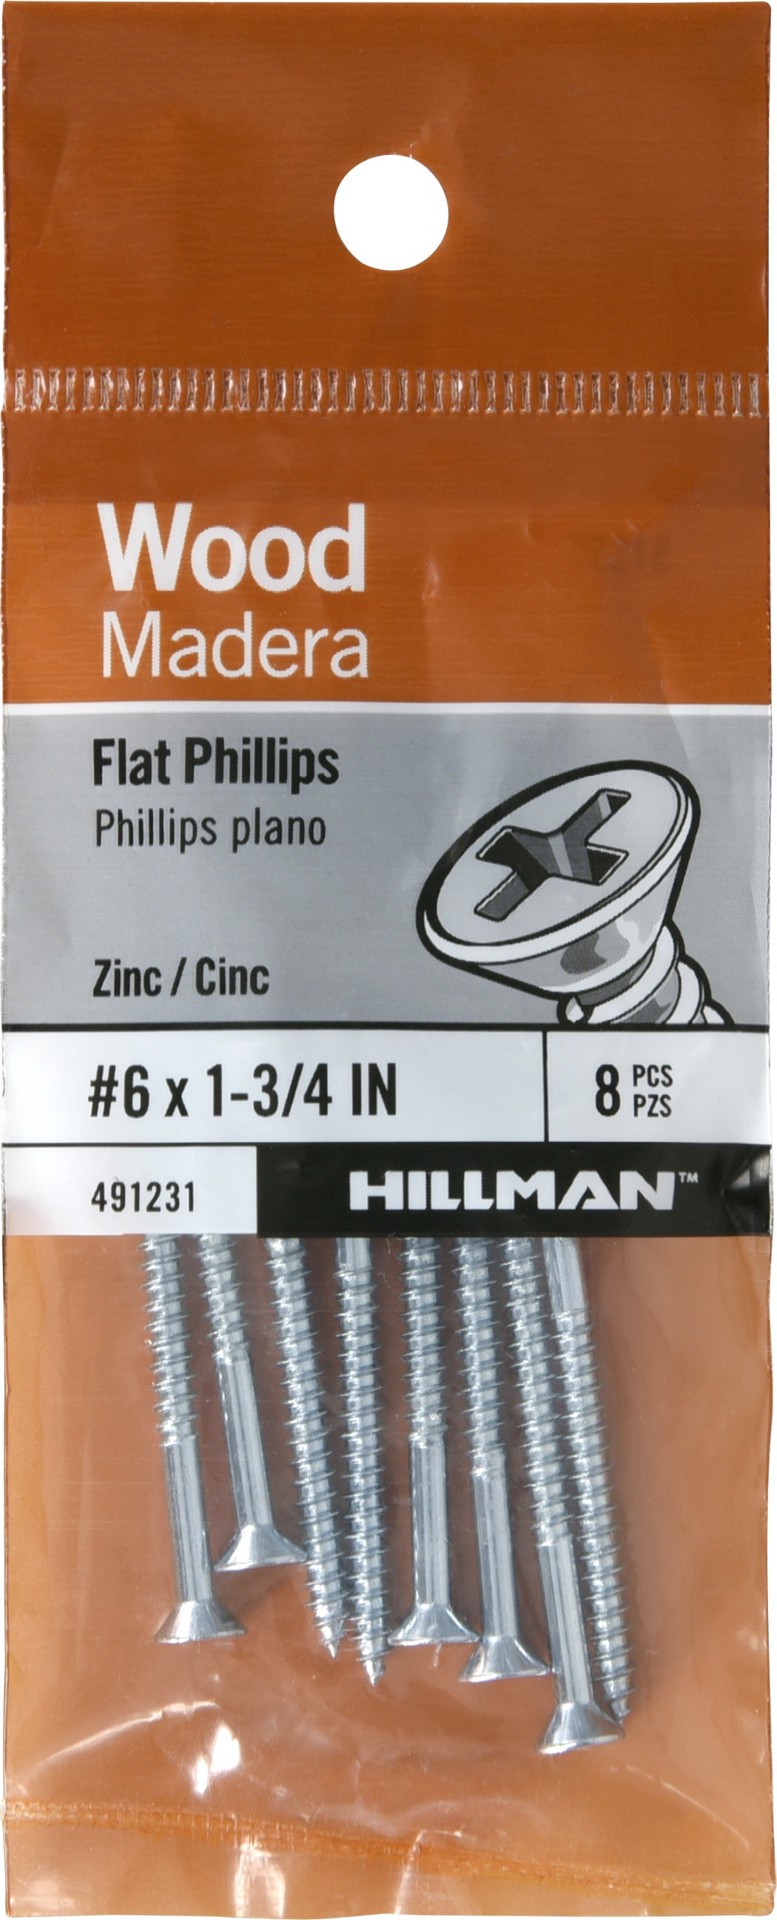 Wood
Madera
Flat Phillips
Phillips plano
Zinc / Cinc
#6 x 1-3/4 IN
8 PCS
PZS
491231
HILLMAN™